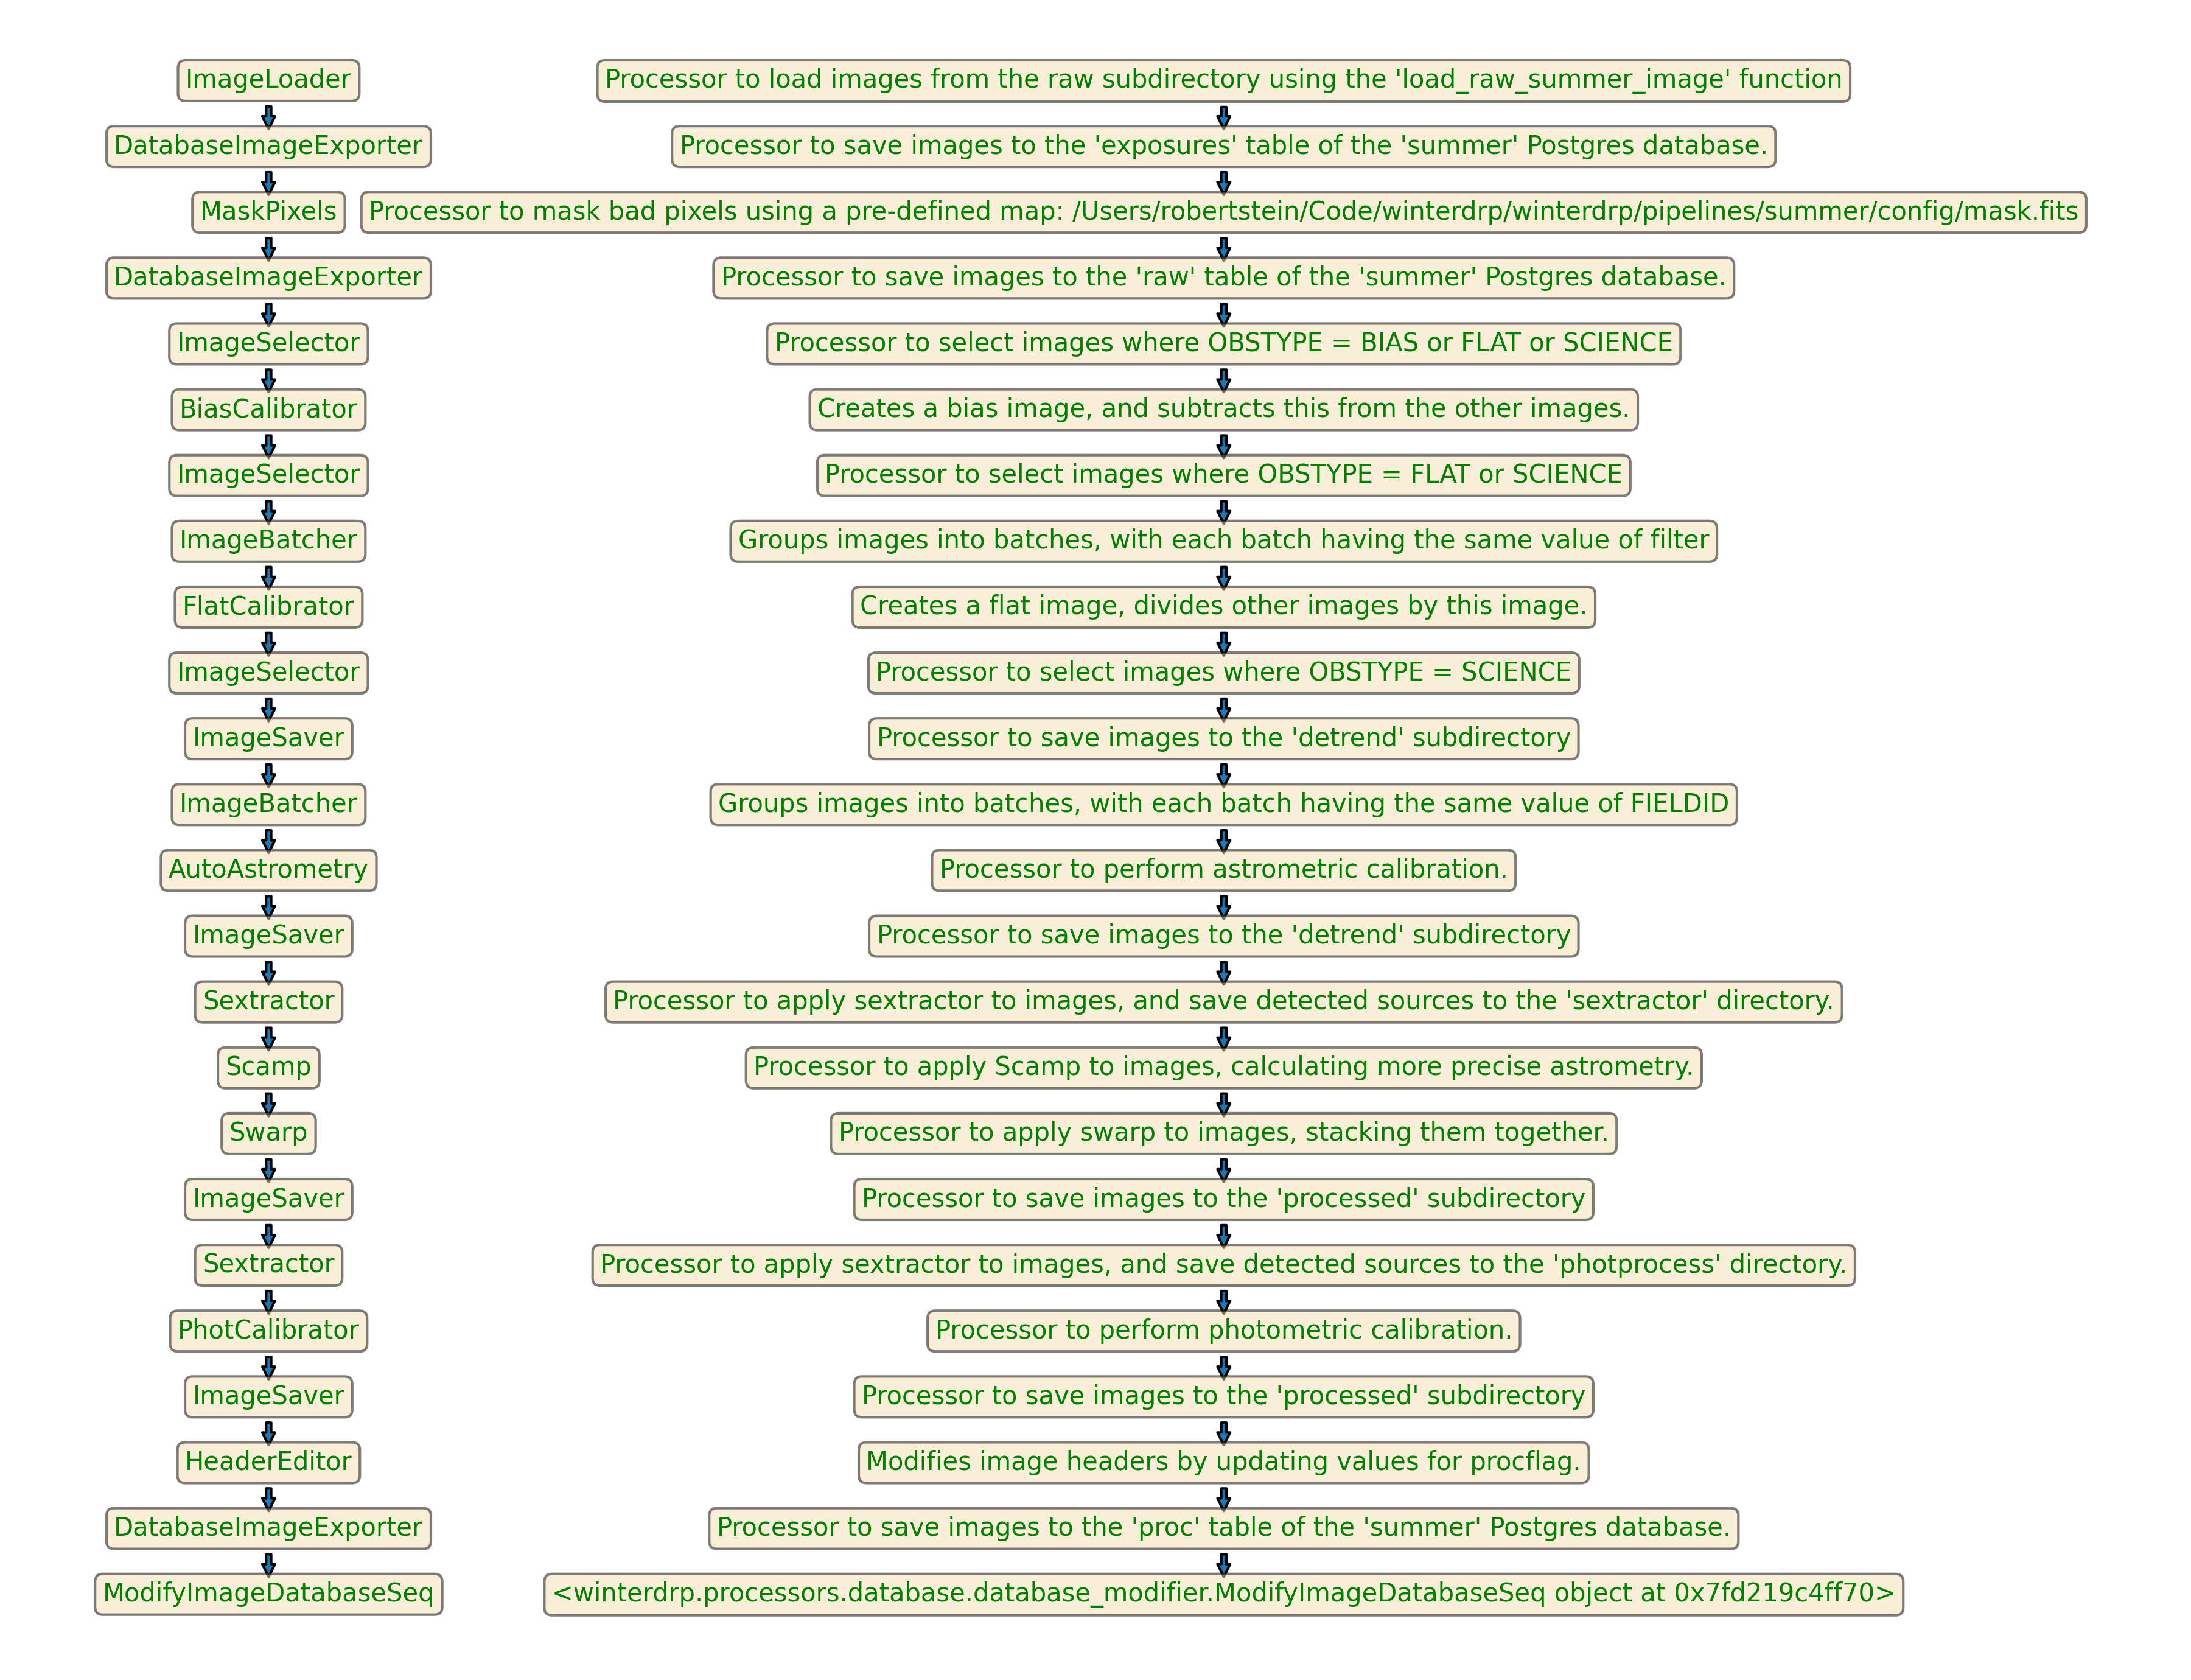 ImageLoader
Processor to load images from the raw subdirectory using the 'load_raw_summer_image' function
DatabaseImageExporter
Processor to save images to the 'exposures' table of the 'summer' Postgres database.
MaskPixels
Processor to mask bad pixels using a pre-defined map: /Users/robertstein/Code/winterdrp/winterdrp/pipelines/summer/config/mask.fits
DatabaseImageExporter
Processor to save images to the 'raw' table of the 'summer' Postgres database.
ImageSelector
Processor to select images where OBSTYPE = BIAS or FLAT or SCIENCE
BiasCalibrator
Creates a bias image, and subtracts this from the other images.
ImageSelector
Processor to select images where OBSTYPE = FLAT or SCIENCE
ImageBatcher
Groups images into batches, with each batch having the same value of filter
FlatCalibrator
Creates a flat image, divides other images by this image.
ImageSelector
Processor to select images where OBSTYPE = SCIENCE
ImageSaver
Processor to save images to the 'detrend' subdirectory
ImageBatcher
Groups images into batches, with each batch having the same value of FIELDID
AutoAstrometry
Processor to perform astrometric calibration.
ImageSaver
Processor to save images to the 'detrend' subdirectory
Sextractor
Processor to apply sextractor to images, and save detected sources to the 'sextractor' directory.
Scamp
Processor to apply Scamp to images, calculating more precise astrometry.
Swarp
Processor to apply swarp to images, stacking them together.
ImageSaver
Processor to save images to the 'processed' subdirectory
Sextractor
Processor to apply sextractor to images, and save detected sources to the 'photprocess' directory.
PhotCalibrator
Processor to perform photometric calibration.
ImageSaver
Processor to save images to the 'processed' subdirectory
HeaderEditor
Modifies image headers by updating values for procflag.
DatabaseImageExporter
Processor to save images to the 'proc' table of the 'summer' Postgres database.
ModifyImageDatabaseSeq
<winterdrp.processors.database.database_modifier.ModifyImageDatabaseSeq object at 0x7fd219c4ff70>